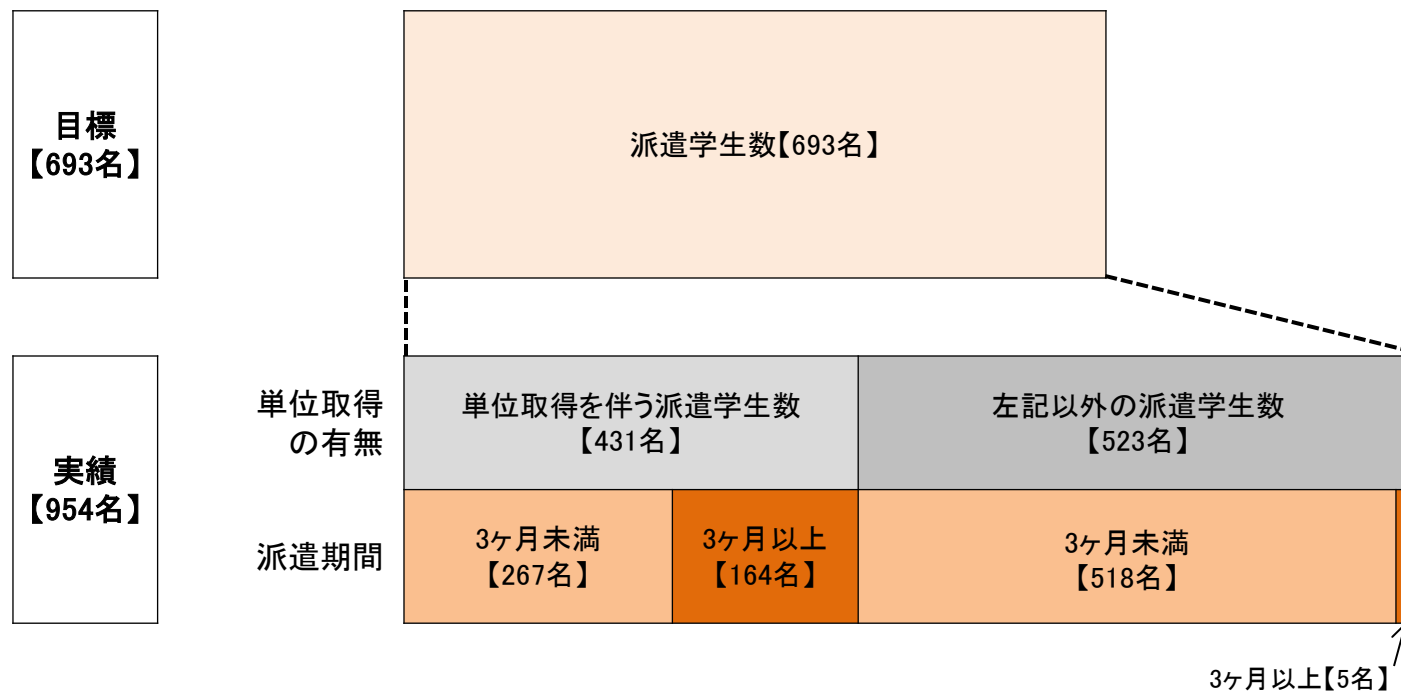 目標
【693名】
派遣学生数【693名】
実績
【954名】
単位取得
の有無
単位取得を伴う派遣学生数
【431名】
左記以外の派遣学生数
【523名】
派遣期間
3ヶ月未満
【267名】
3ヶ月以上
【164名】
3ヶ月未満
【518名】
3ヶ月以上【5名】